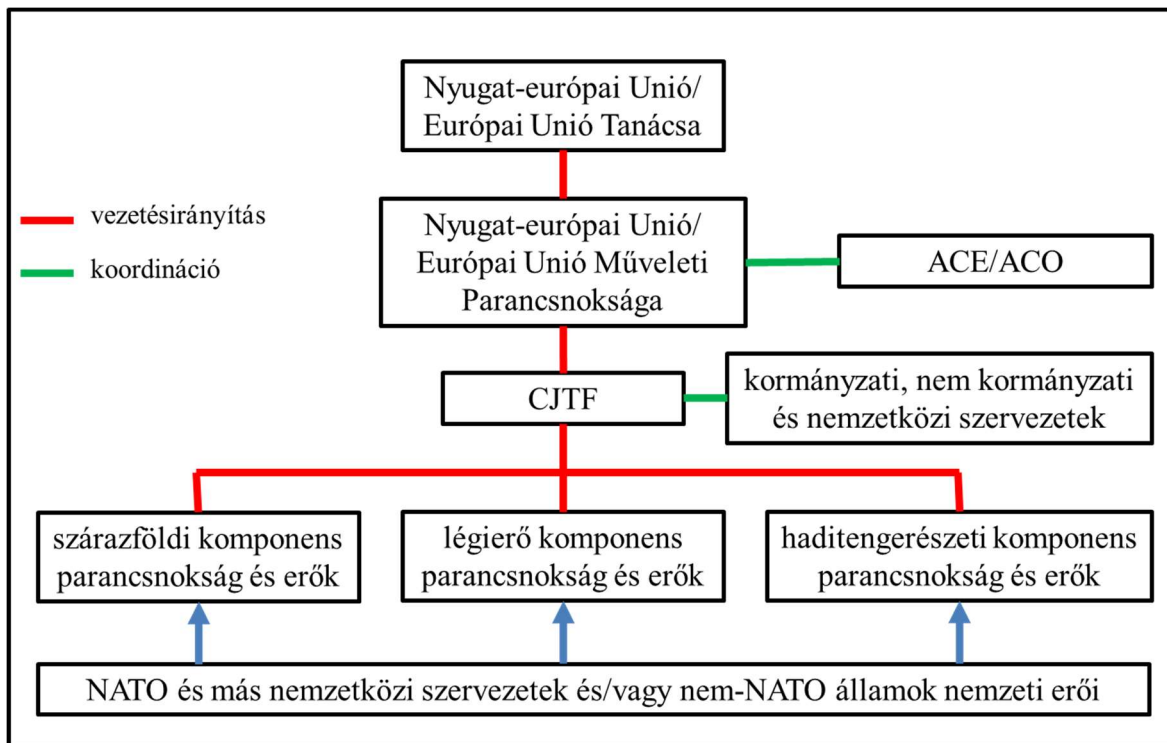 Nyugat-európai Unió/
Európai Unió Tanácsa
vezetésirányítás
koordináció
Nyugat-európai Unió/
Európai Unió Műveleti
Parancsnoksága
ACE/ACO
CJTF
kormányzati, nem kormányzati
és nemzetközi szervezetek
szárazföldi komponens
parancsnokság és erők
légierő komponens
parancsnokság és erők
haditengerészeti komponens
parancsnokság és erők
NATO és más nemzetközi szervezetek és/vagy nem-NATO államok nemzeti erői